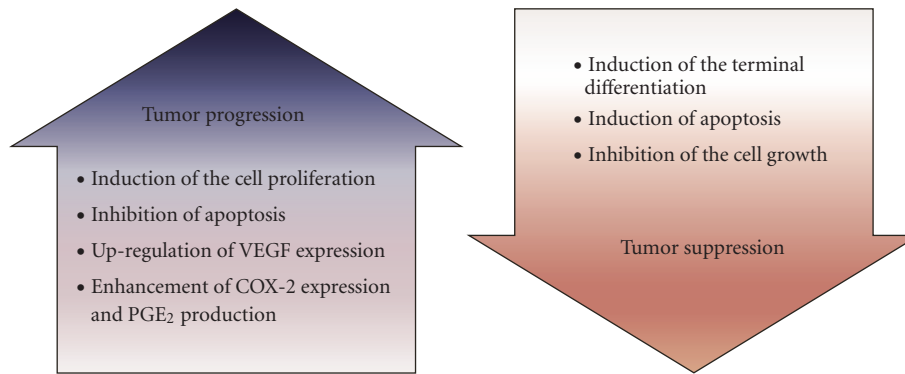 Tumor progression
• Induction of the cell proliferation
• Inhibition of apoptosis
• Up-regulation of VEGF expression
• Enhancement of COX-2 expression
and PGE₂ production
• Induction of the terminal
differentiation
• Induction of apoptosis
• Inhibition of the cell growth
Tumor suppression